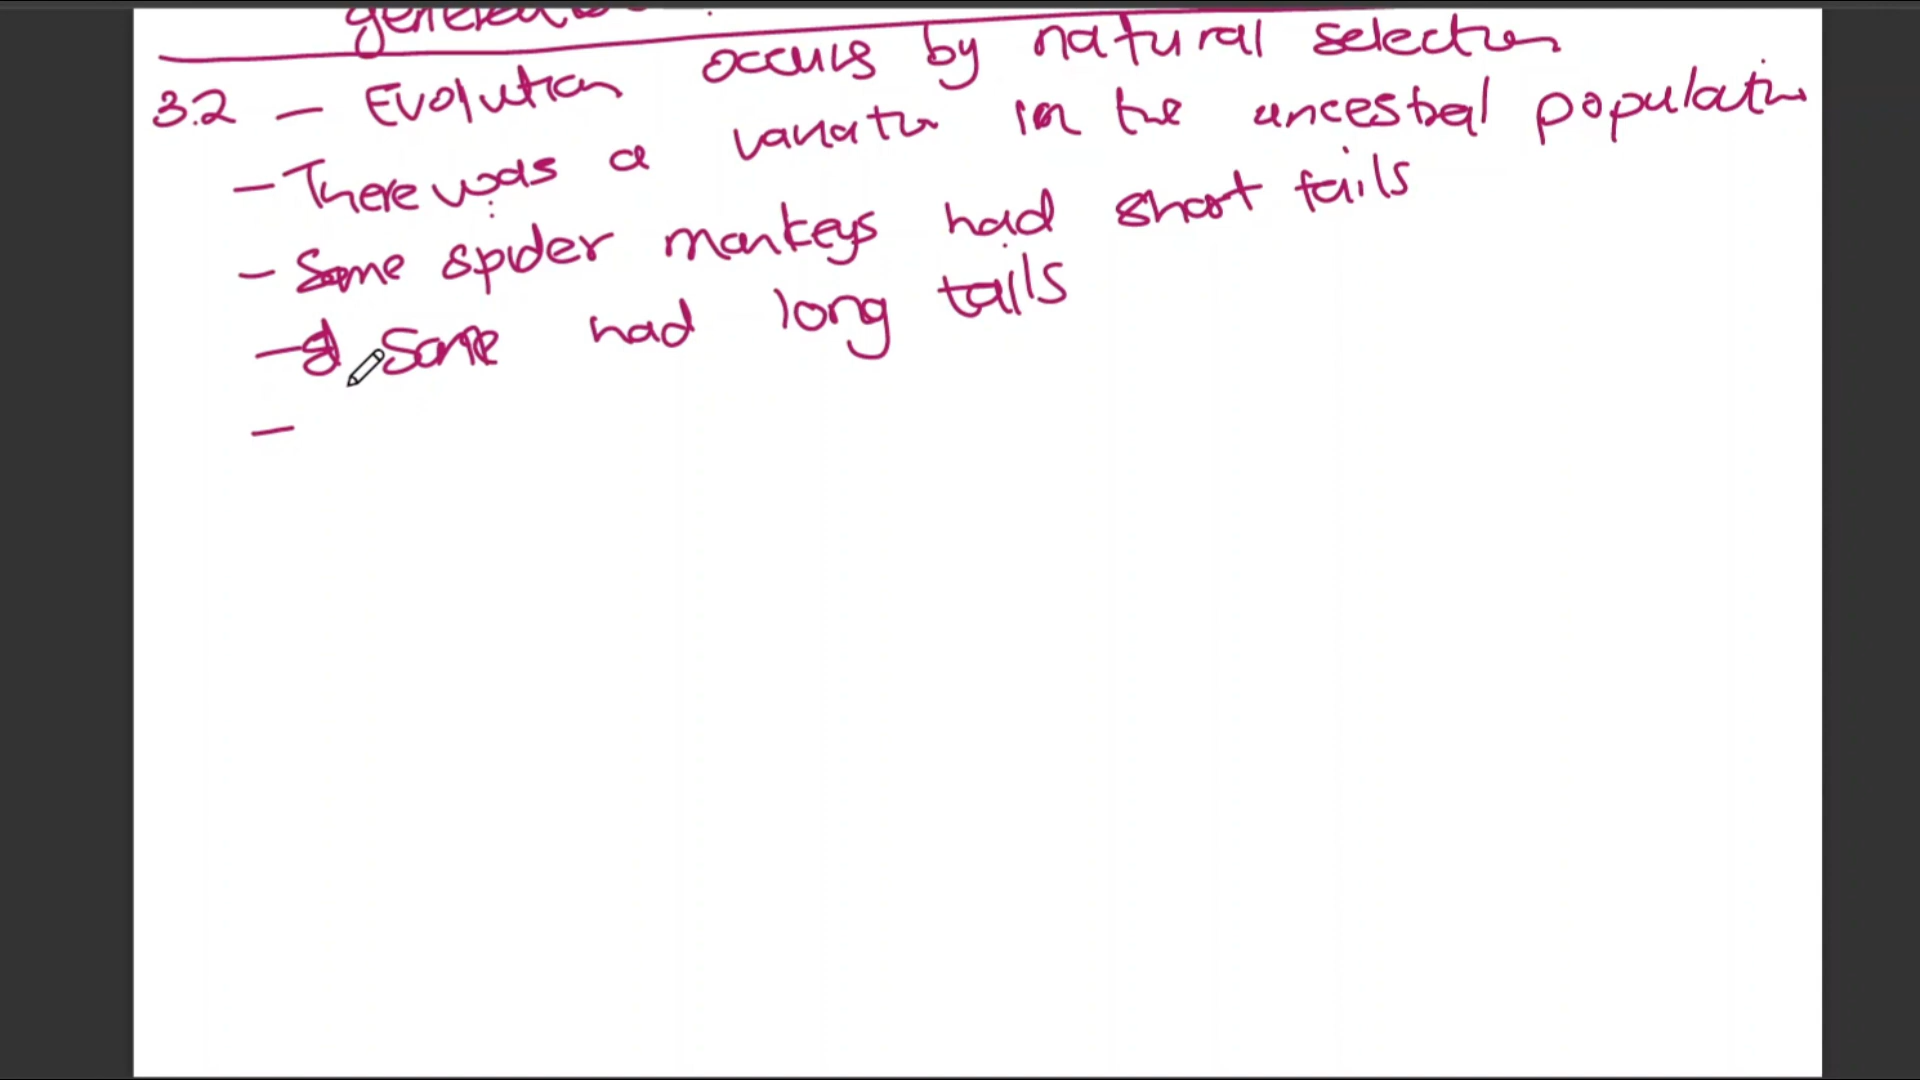 3.2 - Evolution occurs by natural selection
- There was a variation in the ancestral population
- Some spider monkeys had short tails
- Some had long tails
-